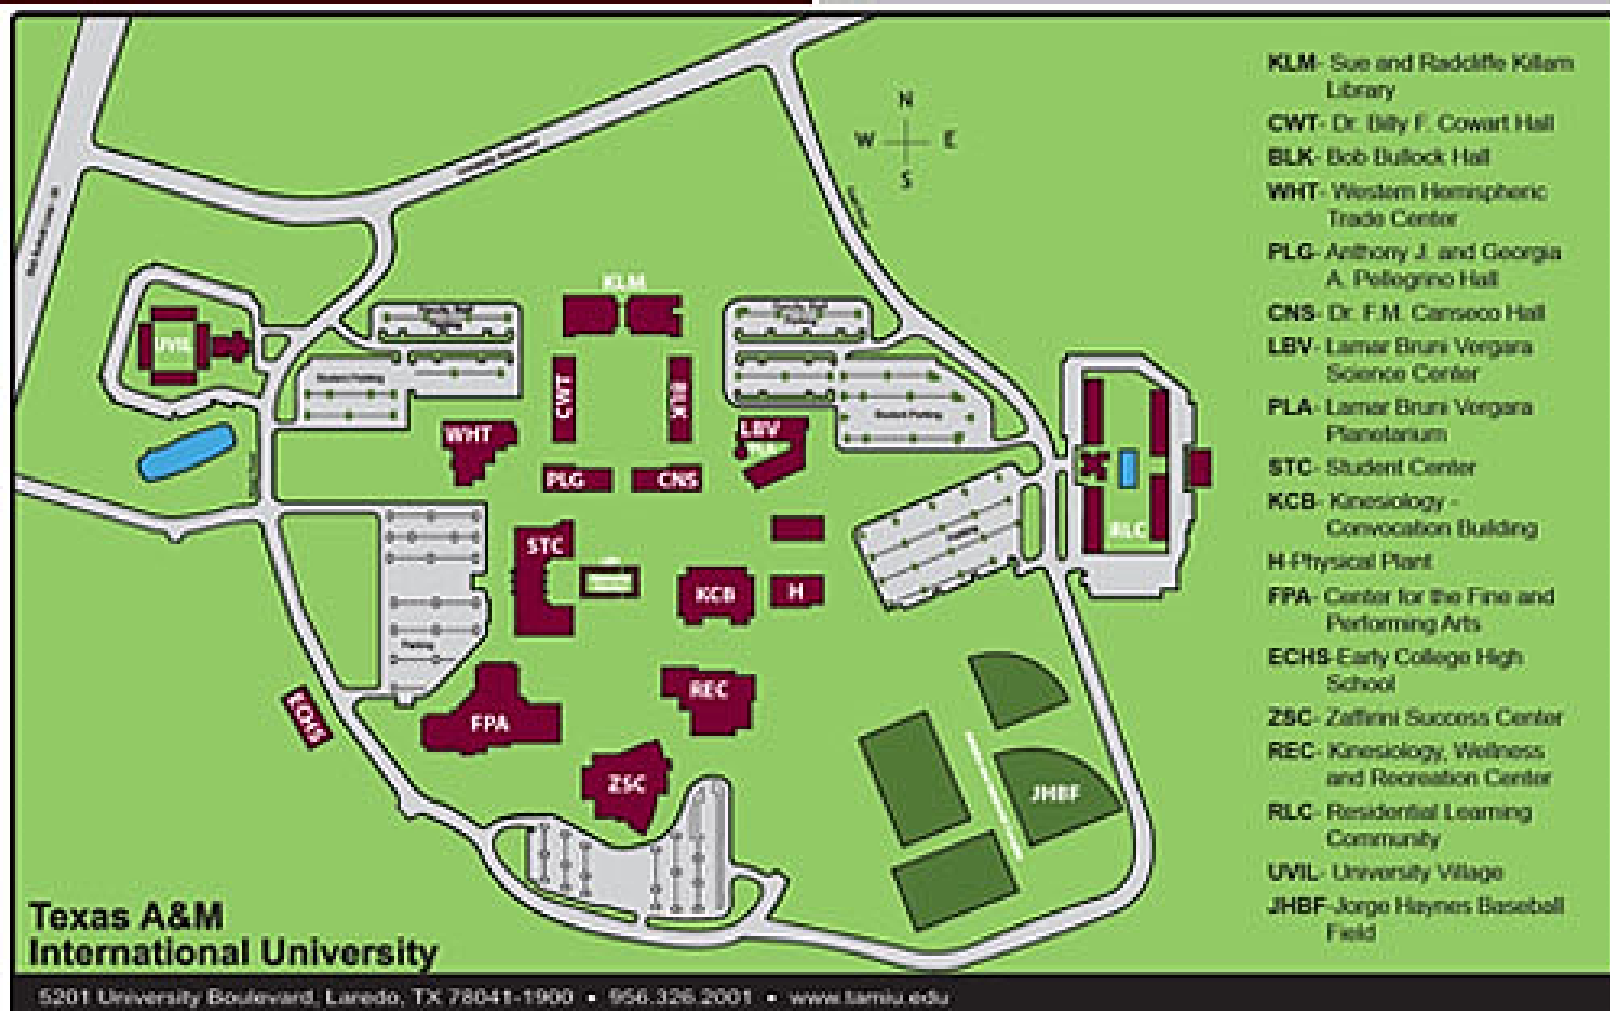 KLM- Sue and Radcliffe Killam
Library
CWT- Dr. Billy F. Cowart Hall
BLK- Bob Bullock Hall
WHT- Western Hemispheric
Trade Center
PLG- Anthony J. and Georgia
A. Pellegrino Hall
CNS- Dr. F.M. Canseco Hall
LBV- Lamar Bruni Vergara
Science Center
PLA- Lamar Bruni Vergara
Planetarium
STC- Student Center
KCB- Kinesiology -
Convocation Building
H-Physical Plant
FPA- Center for the Fine and
Performing Arts
ECHS-Early College High
School
ZSC- Zaffirini Success Center
REC- Kinesiology, Wellness
and Recreation Center
RLC- Residential Learning
Community
UVIL- University Village
JHBF-Jorge Haynes Baseball
Field
N
W E
S
KLM
UVIL
Student Parking
CWT
BLK
WHT
LBV
PLA
Student Parking
PLG
CNS
STC
KCB
H
RLC
Parking
ECHS
FPA
REC
ZSC
JHBF
Texas A&M
International University
5201 University Boulevard, Laredo, TX 78041-1900 • 956.326.2001 • www.tamiu.edu